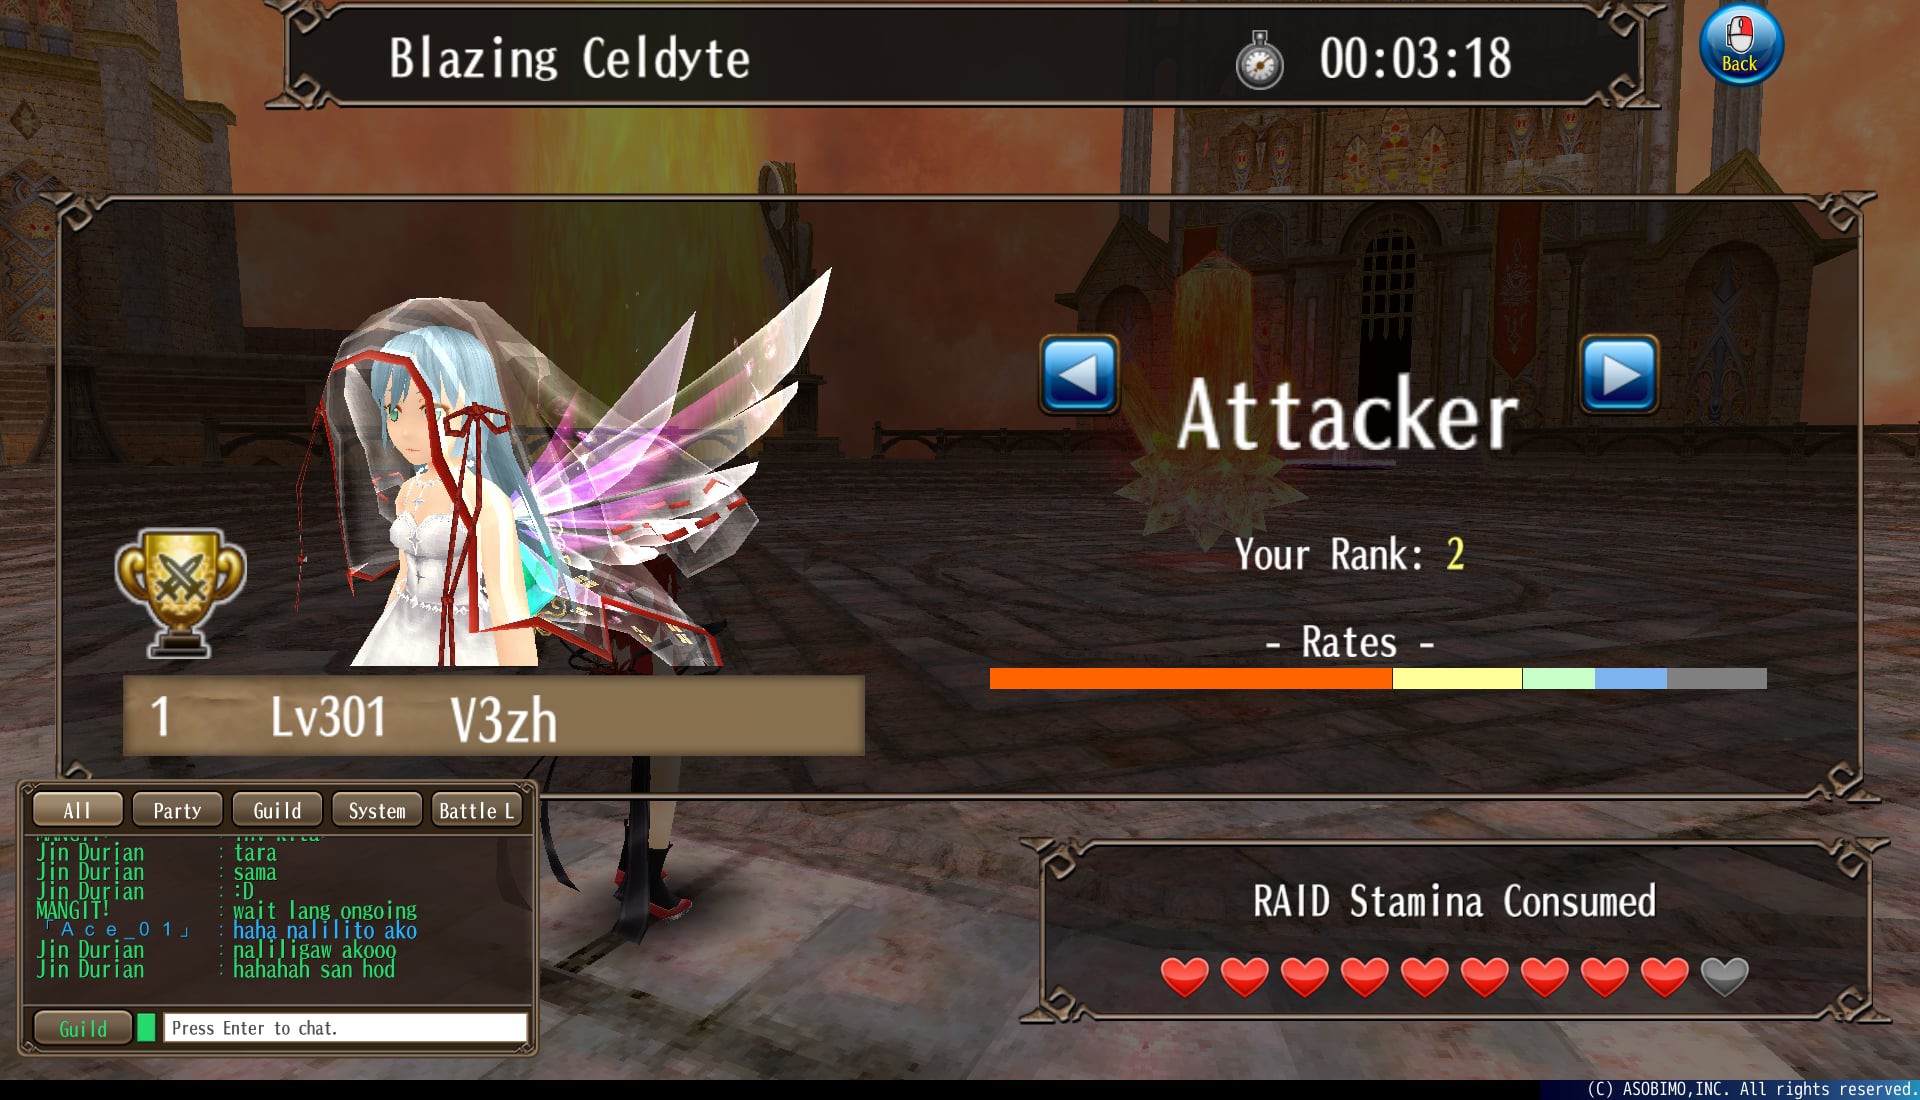 Blazing Celdyte
00:03:18
Back
Attacker
Your Rank: 2
- Rates -
1 Lv301 V3zh
All Party Guild System Battle L
Jin Durian : tara
Jin Durian : sama
Jin Durian : :D
MANGIT! : wait lang ongoing
「Ace_01」 : haha nalilito ako
Jin Durian : naliligaw akooo
Jin Durian : hahahah san hod
Guild Press Enter to chat.
RAID Stamina Consumed
(C) ASOBIMO,INC. All rights reserved.